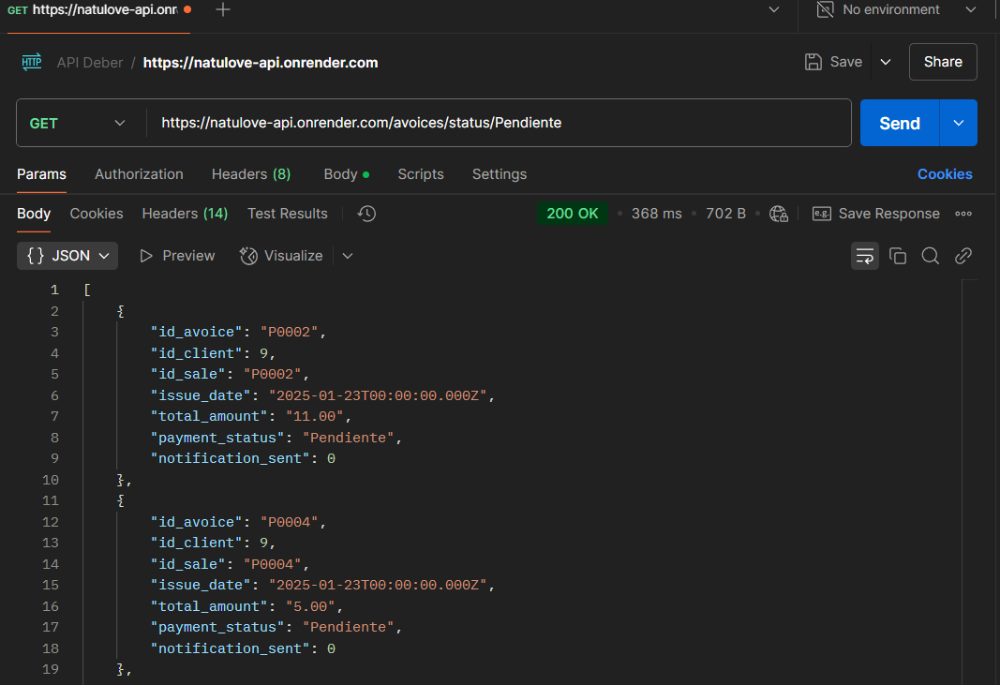 GET https://natulove-api.onr
No environment
HTTP API Deber / https://natulove-api.onrender.com
Save
Share
GET
https://natulove-api.onrender.com/avoices/status/Pendiente
Send
Params Authorization Headers (8) Body Scripts Settings Cookies
Body Cookies Headers (14) Test Results 200 OK 368 ms 702 B e.g. Save Response
{} JSON Preview Visualize
1 [
2 {
3 "id_avoice": "P0002",
4 "id_client": 9,
5 "id_sale": "P0002",
6 "issue_date": "2025-01-23T00:00:00.000Z",
7 "total_amount": "11.00",
8 "payment_status": "Pendiente",
9 "notification_sent": 0
10 },
11 {
12 "id_avoice": "P0004",
13 "id_client": 9,
14 "id_sale": "P0004",
15 "issue_date": "2025-01-23T00:00:00.000Z",
16 "total_amount": "5.00",
17 "payment_status": "Pendiente",
18 "notification_sent": 0
19 },